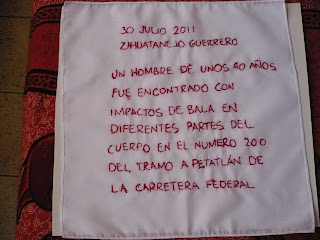 30 JULIO 2011
ZIHUATANEJO GUERRERO
UN HOMBRE DE UNOS 40 AÑOS
FUE ENCONTRADO CON
IMPACTOS DE BALA EN
DIFERENTES PARTES DEL
CUERPO EN EL NUMERO 200
DEL TRAMO A PETATLÁN DE
LA CARRETERA FEDERAL